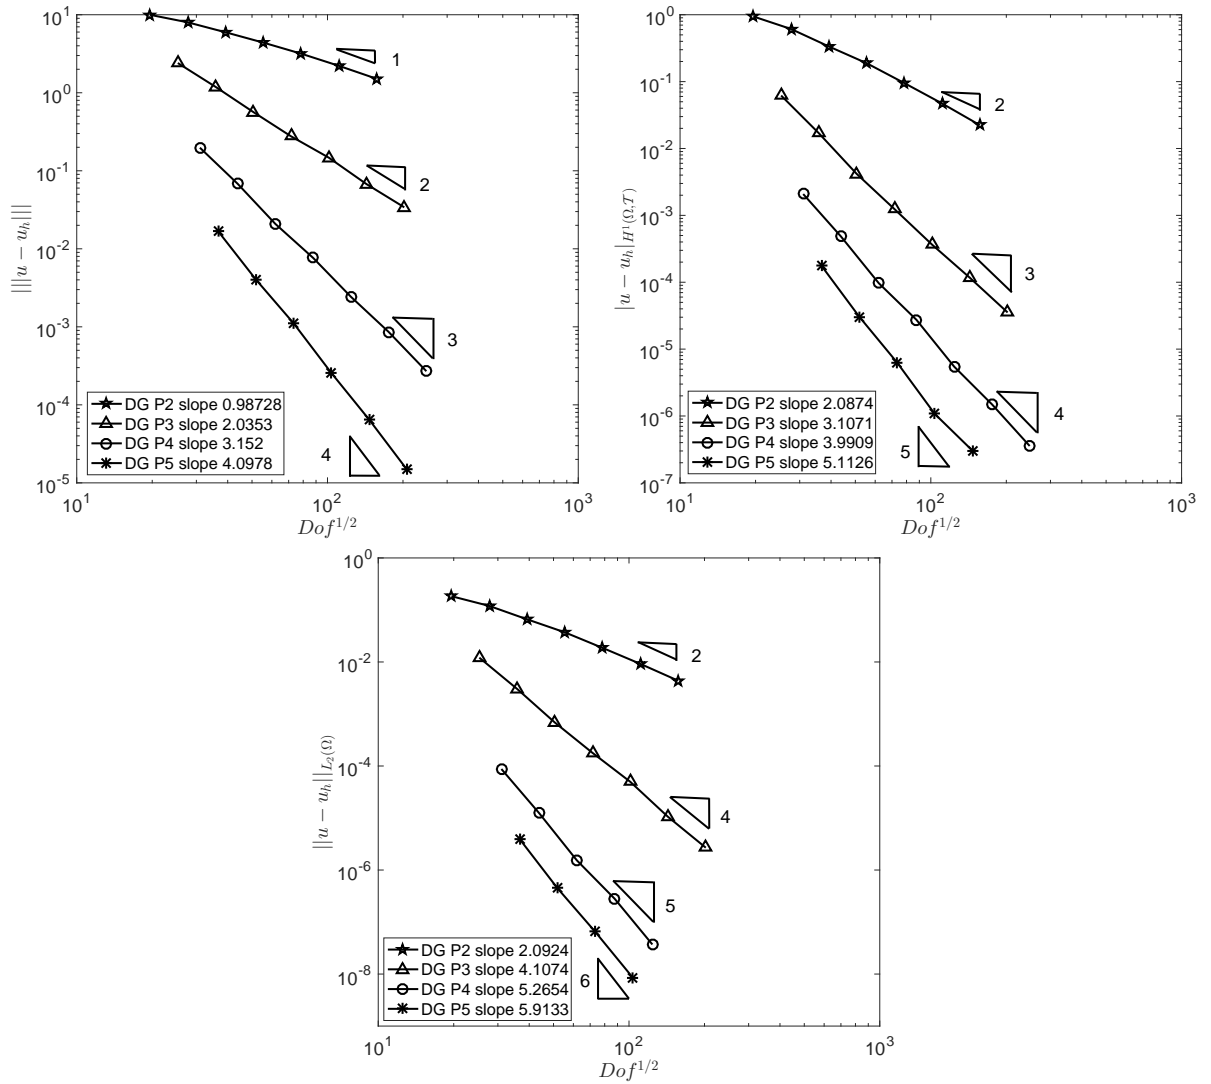 10^1
10^0
10^-1
10^-2
10^-3
10^-4
10^-5
|||u − u_h|||
1
2
3
4
DG P2 slope 0.98728
DG P3 slope 2.0353
DG P4 slope 3.152
DG P5 slope 4.0978
10^1 10^2 10^3
Dof^1/2
10^0
10^-1
10^-2
10^-3
10^-4
10^-5
10^-6
10^-7
|u − u_h|_H^1(Ω,T)
2
3
4
5
DG P2 slope 2.0874
DG P3 slope 3.1071
DG P4 slope 3.9909
DG P5 slope 5.1126
10^1 10^2 10^3
Dof^1/2
10^0
10^-2
10^-4
10^-6
10^-8
||u − u_h||_L_2(Ω)
2
4
5
6
DG P2 slope 2.0924
DG P3 slope 4.1074
DG P4 slope 5.2654
DG P5 slope 5.9133
10^1 10^2 10^3
Dof^1/2